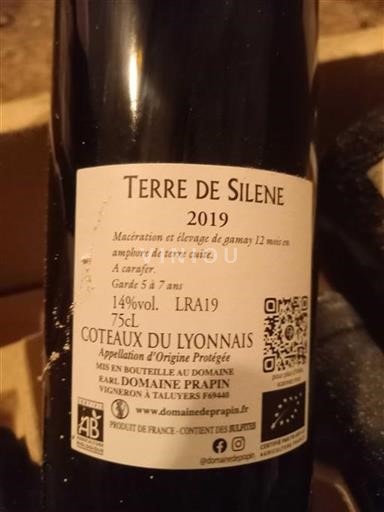 TERRE DE SILENE
2019
Macération et élevage de gamay 12 mois en
amphore de terre cuite.
A carafer.
Garde 5 à 7 ans
VINYOU
14%vol. LRA19
75cL
COTEAUX DU LYONNAIS
Appellation d'Origine Protégée
MIS EN BOUTEILLE AU DOMAINE
EARL DOMAINE PRAPIN
VIGNERON À TALUYERS F69440
www.domainedeprapin.fr
PRODUIT DE FRANCE - CONTIENT DES SULFITES
@domainedeprapin
AB